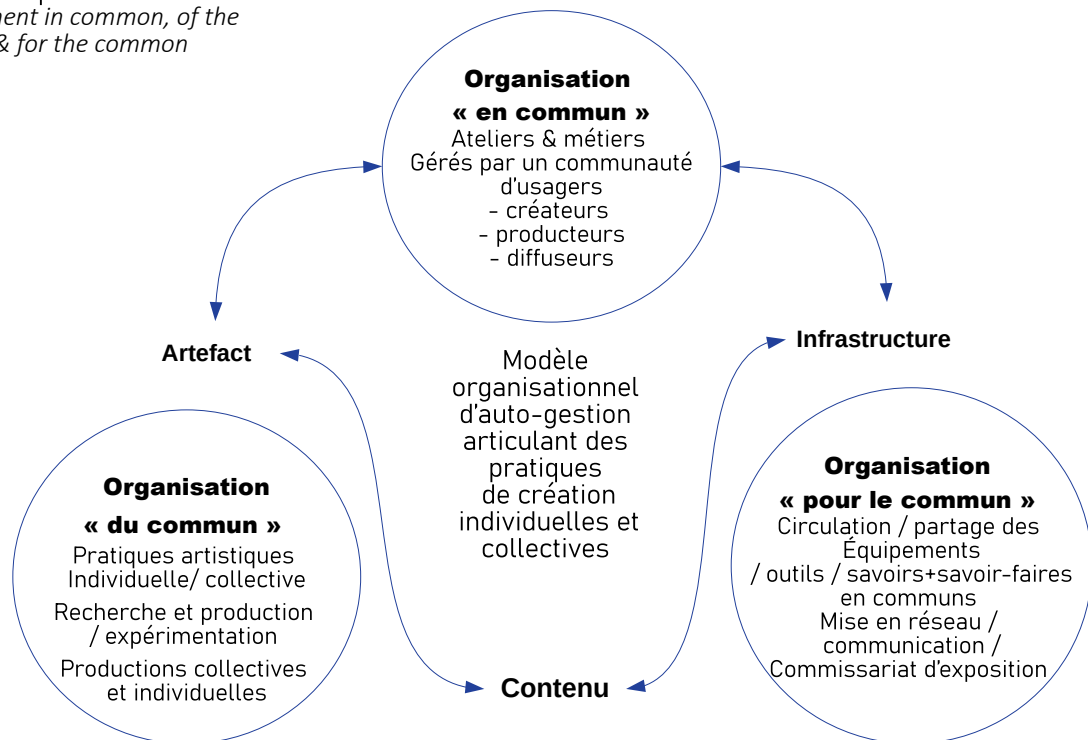 ment in common, of the
& for the common
Organisation
« en commun »
Ateliers & métiers
Gérés par un communauté
d'usagers
- créateurs
- producteurs
- diffuseurs
Artefact
Infrastructure
Modèle
organisationnel
d'auto-gestion
articulant des
pratiques
de création
individuelles et
collectives
Organisation
« du commun »
Pratiques artistiques
Individuelle/ collective
Recherche et production
/ expérimentation
Productions collectives
et individuelles
Organisation
« pour le commun »
Circulation / partage des
Équipements
/ outils / savoirs+savoir-faires
en communs
Mise en réseau /
communication /
Commissariat d'exposition
Contenu